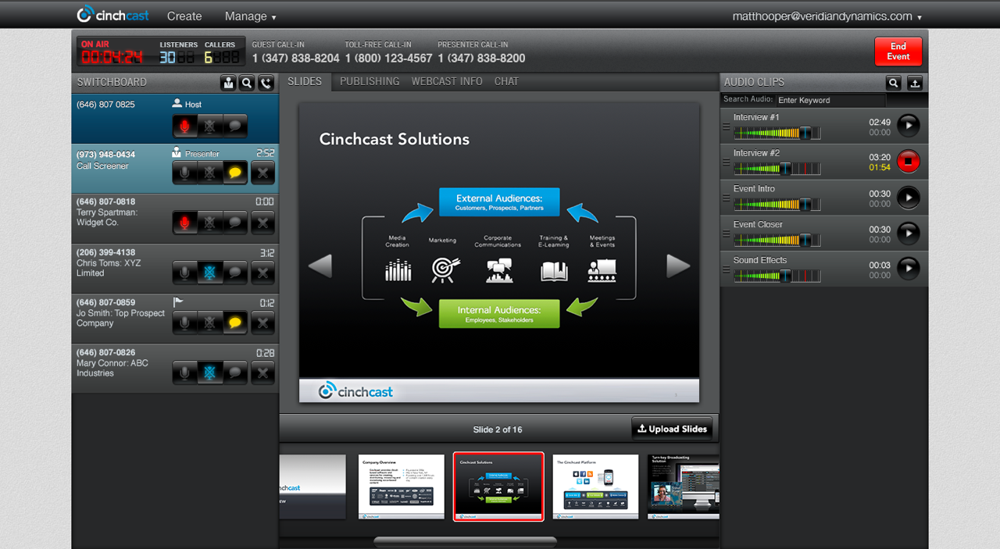 cinchcast Create Manage matthooper@veridiandynamics.com
ON AIR LISTENERS CALLERS
00:04:24 30 6
GUEST CALL-IN TOLL-FREE CALL-IN PRESENTER CALL-IN
1 (347) 838-8204 1 (800) 123-4567 1 (347) 838-8200
End
Event
SWITCHBOARD
(646) 807 0825 Host
(973) 948-0434 Presenter 2:52
Call Screener
(646) 807-0818 0:00
Terry Spartman:
Widget Co.
(206) 399-4138 3:12
Chris Toms: XYZ
Limited
(646) 807-0859 0:12
Jo Smith: Top Prospect
Company
(646) 807-0826 0:28
Mary Connor: ABC
Industries
SLIDES PUBLISHING WEBCAST INFO CHAT
Cinchcast Solutions
External Audiences:
Customers, Prospects, Partners
Media
Creation
Marketing
Corporate
Communications
Training &
E-Learning
Meetings
& Events
Internal Audiences:
Employees, Stakeholders
cinchcast
Slide 2 of 16
Upload Slides
Company Overview
cinchcast
Cinchcast Solutions
cinchcast
The Cinchcast Platform
cinchcast
Turn-key Broadcasting
Solution
cinchcast
AUDIO CLIPS
Search Audio: Enter Keyword
Interview #1 02:49
00:00
Interview #2 03:20
01:54
Event Intro 00:30
00:00
Event Closer 00:30
00:00
Sound Effects 00:03
00:00